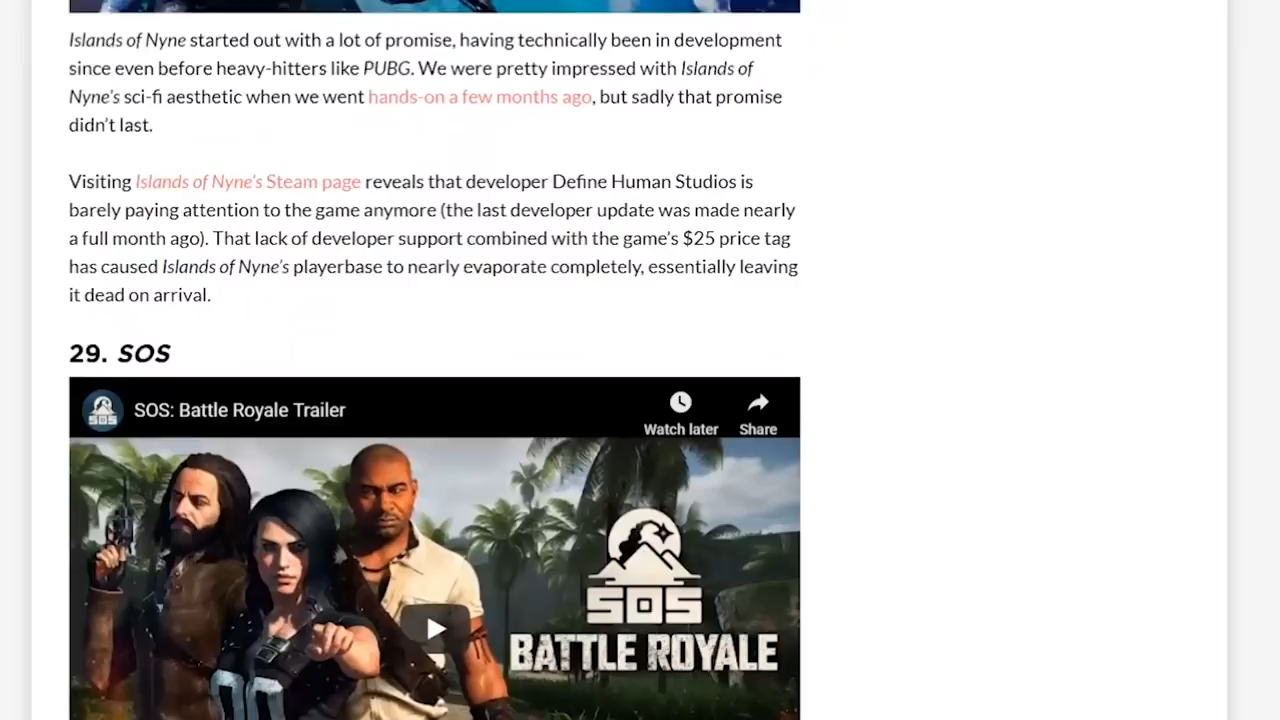 Islands of Nyne started out with a lot of promise, having technically been in development
since even before heavy-hitters like PUBG. We were pretty impressed with Islands of
Nyne’s sci-fi aesthetic when we went hands-on a few months ago, but sadly that promise
didn’t last.
Visiting Islands of Nyne’s Steam page reveals that developer Define Human Studios is
barely paying attention to the game anymore (the last developer update was made nearly
a full month ago). That lack of developer support combined with the game’s $25 price tag
has caused Islands of Nyne’s playerbase to nearly evaporate completely, essentially leaving
it dead on arrival.
29. SOS
SOS
SOS: Battle Royale Trailer
Watch later
Share
SOS
BATTLE ROYALE
00